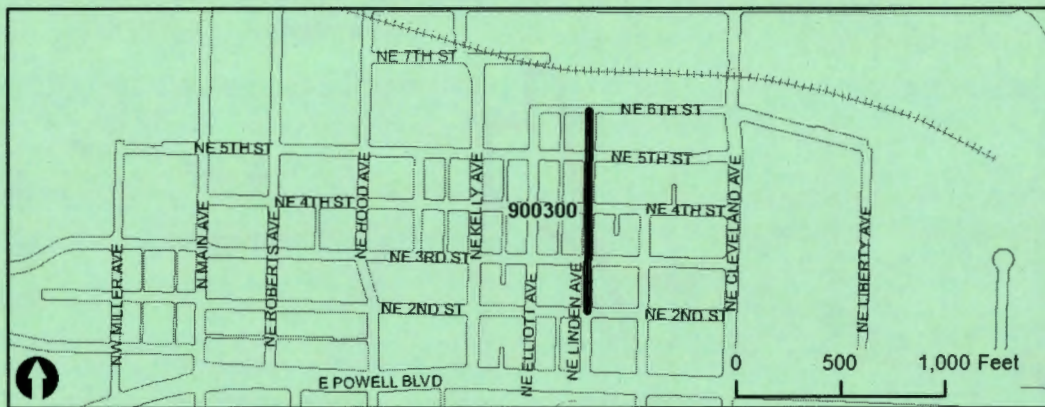 NE 7TH ST
NE 6TH ST
NE 5TH ST
NE 5TH ST
NE 4TH ST
900300
NE 4TH ST
NE 3RD ST
NE 2ND ST
NE 2ND ST
E POWELL BLVD
NW MILLER AVE
N MAIN AVE
NE ROBERTS AVE
NE HOOD AVE
NE KELLY AVE
NE ELLIOTT AVE
NE LINDEN AVE
NE CLEVELAND AVE
NE LIBERTY AVE
0 500 1,000 Feet